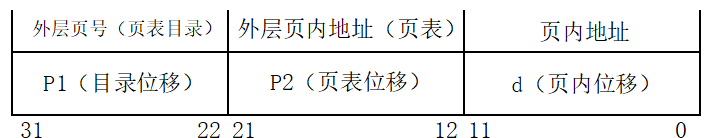 外层页号（页表目录） 外层页内地址（页表） 页内地址
P1（目录位移） P2（页表位移） d（页内位移）
31 22 21 12 11 0